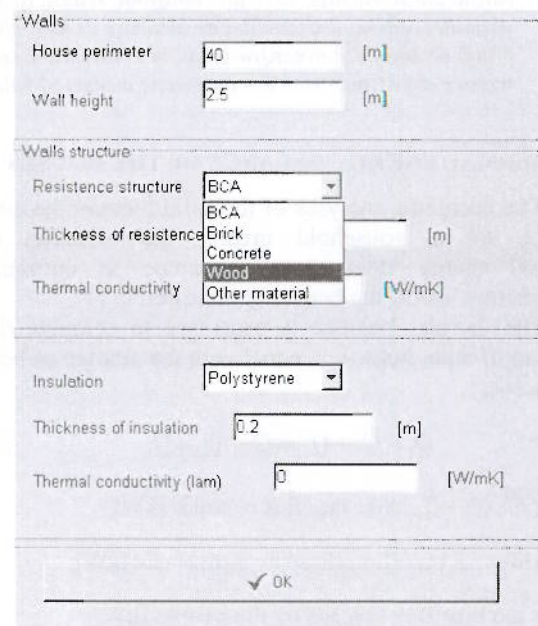 Walls
House perimeter 40 [m]
Wall height 2.5 [m]
Walls structure
Resistence structure BCA
BCA
Thickness of resistence Brick [m]
Concrete
Wood
Thermal conductivity Other material [W/mK]
Insulation Polystyrene
Thickness of insulation 0.2 [m]
Thermal conductivity (lam) 0 [W/mK]
OK